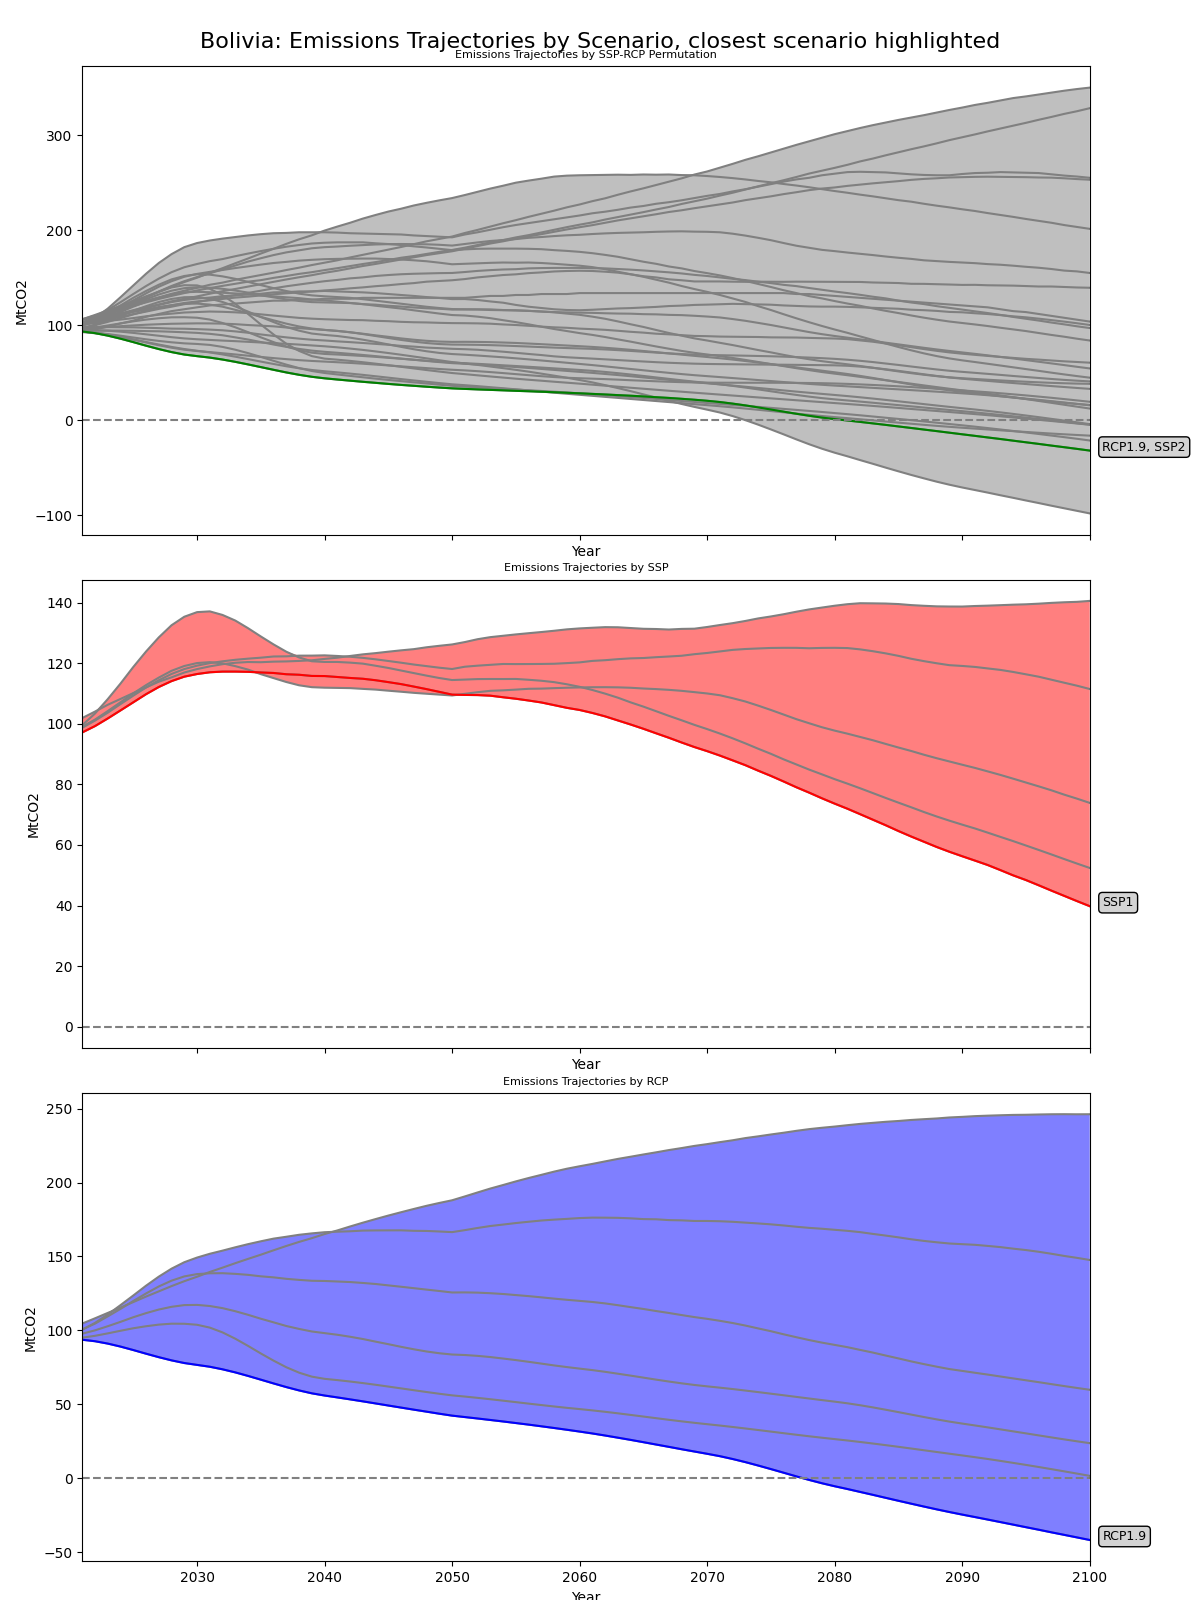 Bolivia: Emissions Trajectories by Scenario, closest scenario highlighted
Emissions Trajectories by SSP-RCP Permutation
300
200
100
0
−100
MtCO2
RCP1.9, SSP2
Year
Emissions Trajectories by SSP
140
120
100
80
60
40
20
0
MtCO2
SSP1
Year
Emissions Trajectories by RCP
250
200
150
100
50
0
−50
MtCO2
RCP1.9
2030 2040 2050 2060 2070 2080 2090 2100
Year